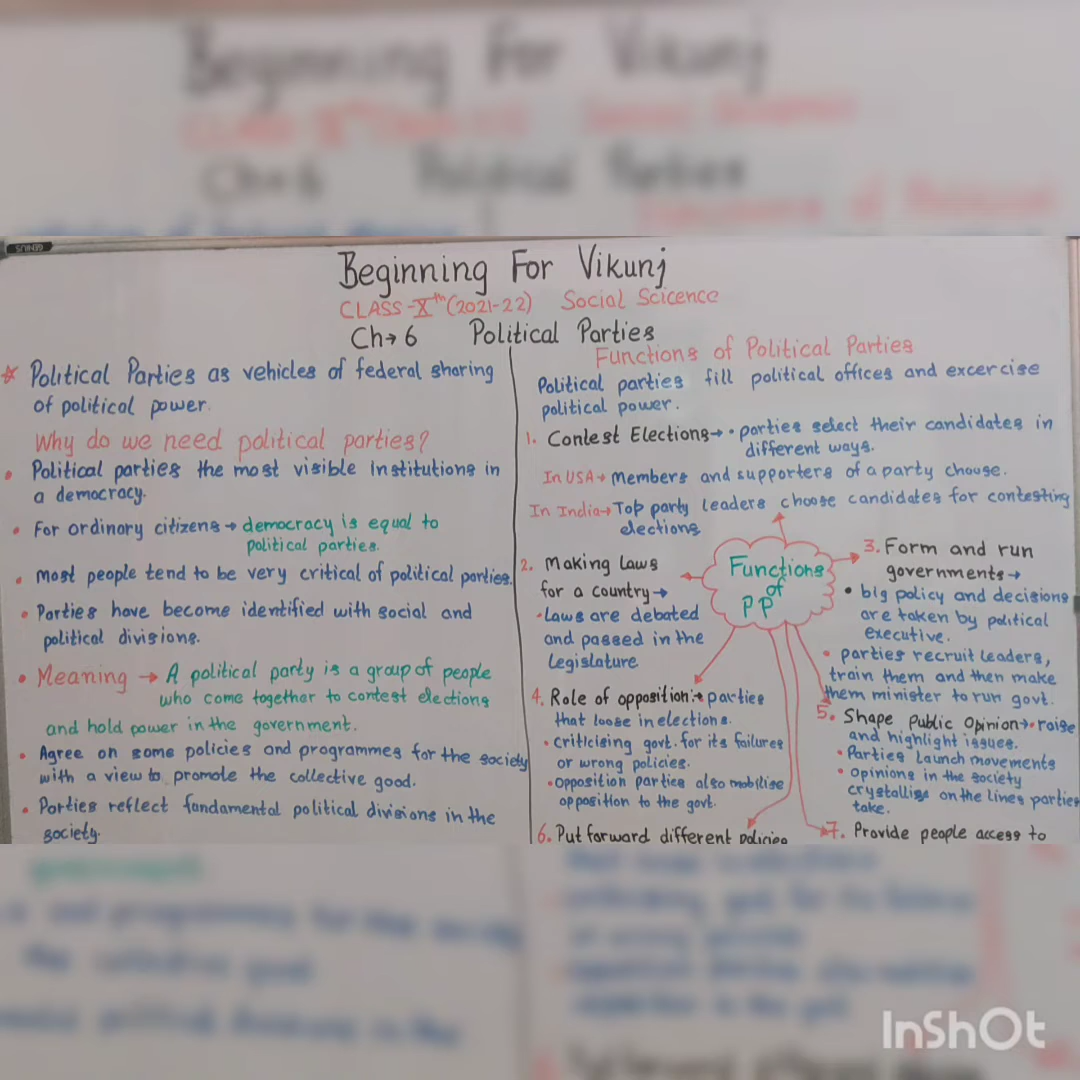 Beginning For Vikunj
CLASS-Xth (2021-22) Social Scicence
Ch→6 Political Parties
Political Parties as vehicles of federal sharing
of political power.
Why do we need political parties?
• Political parties the most visible institutions in
a democracy.
• For ordinary citizens → democracy is equal to
political parties.
• Most people tend to be very critical of political parties.
• Parties have become identified with social and
political divisions.
• Meaning → A political party is a group of people
who come together to contest elections
and hold power in the government.
• Agree on some policies and programmes for the society
with a view to promote the collective good.
• Parties reflect fundamental political divisions in the
society.
Functions of Political Parties
Political parties fill political offices and excercise
political power.
1. Contest Elections→ • parties select their candidates in
different ways.
In USA→ Members and supporters of a party choose.
In India→ Top party leaders choose candidates for contesting
elections
Functions
of
PP
2. Making Laws
for a country→
• Laws are debated
and passed in the
Legislature
3. Form and run
governments→
• big policy and decisions
are taken by political
executive.
• parties recruit leaders,
train them and then make
them minister to run govt.
4. Role of opposition:→ parties
that loose in elections.
• criticising govt. for its failures
or wrong policies.
• opposition parties also mobilise
opposition to the govt.
5. Shape Public Opinion→ • raise
and highlight issues.
• Parties Launch movements
• opinions in the society
crystallise on the lines parties
take.
6. Put forward different policies
7. Provide people access to
InShOt